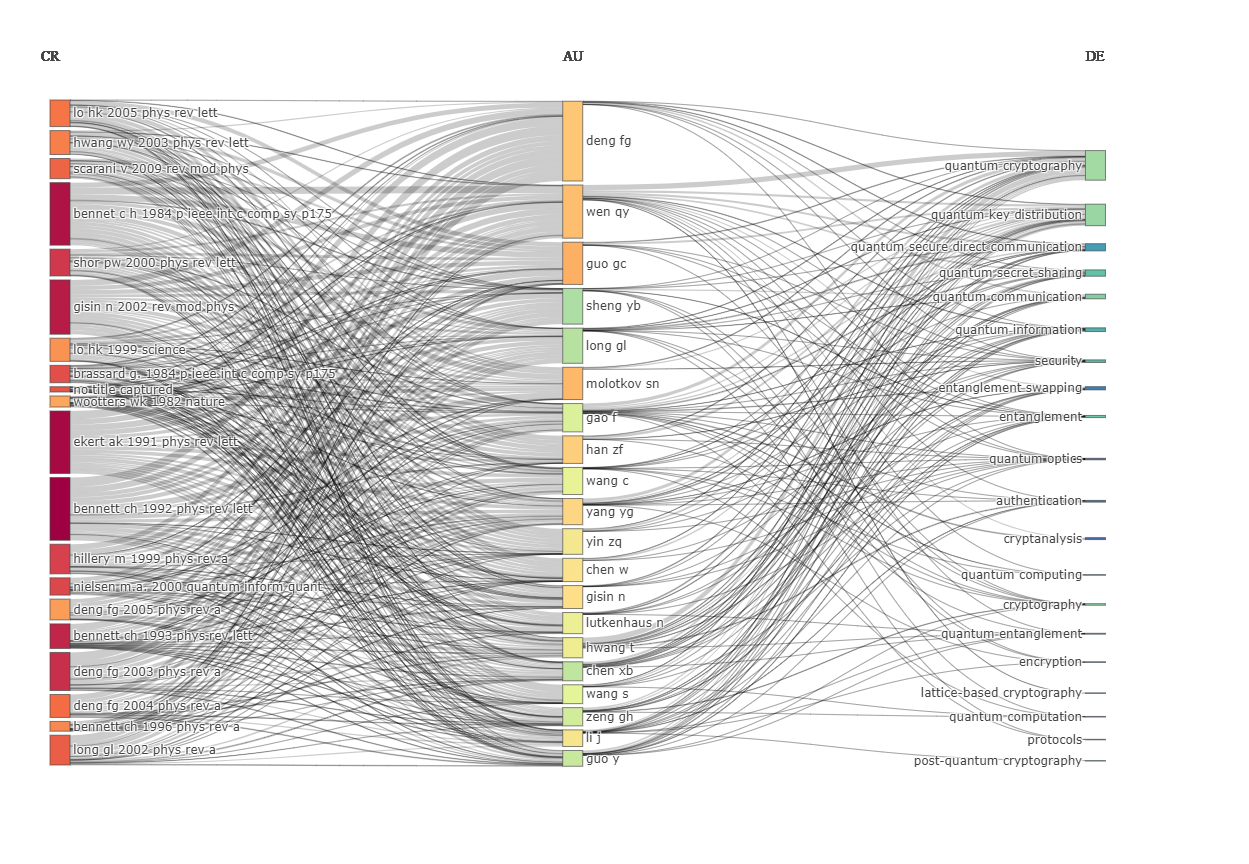 CR
AU
DE
lo hk 2005 phys rev lett
hwang wy 2003 phys rev lett
scarani v 2009 rev mod phys
bennet c h 1984 p ieee int c comp sy p175
shor pw 2000 phys rev lett
gisin n 2002 rev mod phys
lo hk 1999 science
brassard g. 1984 p ieee int c comp sy p175
no title captured
wootters wk 1982 nature
ekert ak 1991 phys rev lett
bennett ch 1992 phys rev lett
hillery m 1999 phys rev a
nielsen m.a. 2000 quantum inform quant
deng fg 2005 phys rev a
bennett ch 1993 phys rev lett
deng fg 2003 phys rev a
deng fg 2004 phys rev a
bennett ch 1996 phys rev a
long gl 2002 phys rev a
deng fg
wen qy
guo gc
sheng yb
long gl
molotkov sn
gao f
han zf
wang c
yang yg
yin zq
chen w
gisin n
lutkenhaus n
hwang t
chen xb
wang s
zeng gh
li j
guo y
quantum cryptography
quantum key distribution
quantum secure direct communication
quantum secret sharing
quantum communication
quantum information
security
entanglement swapping
entanglement
quantum optics
authentication
cryptanalysis
quantum computing
cryptography
quantum entanglement
encryption
lattice-based cryptography
quantum computation
protocols
post-quantum cryptography